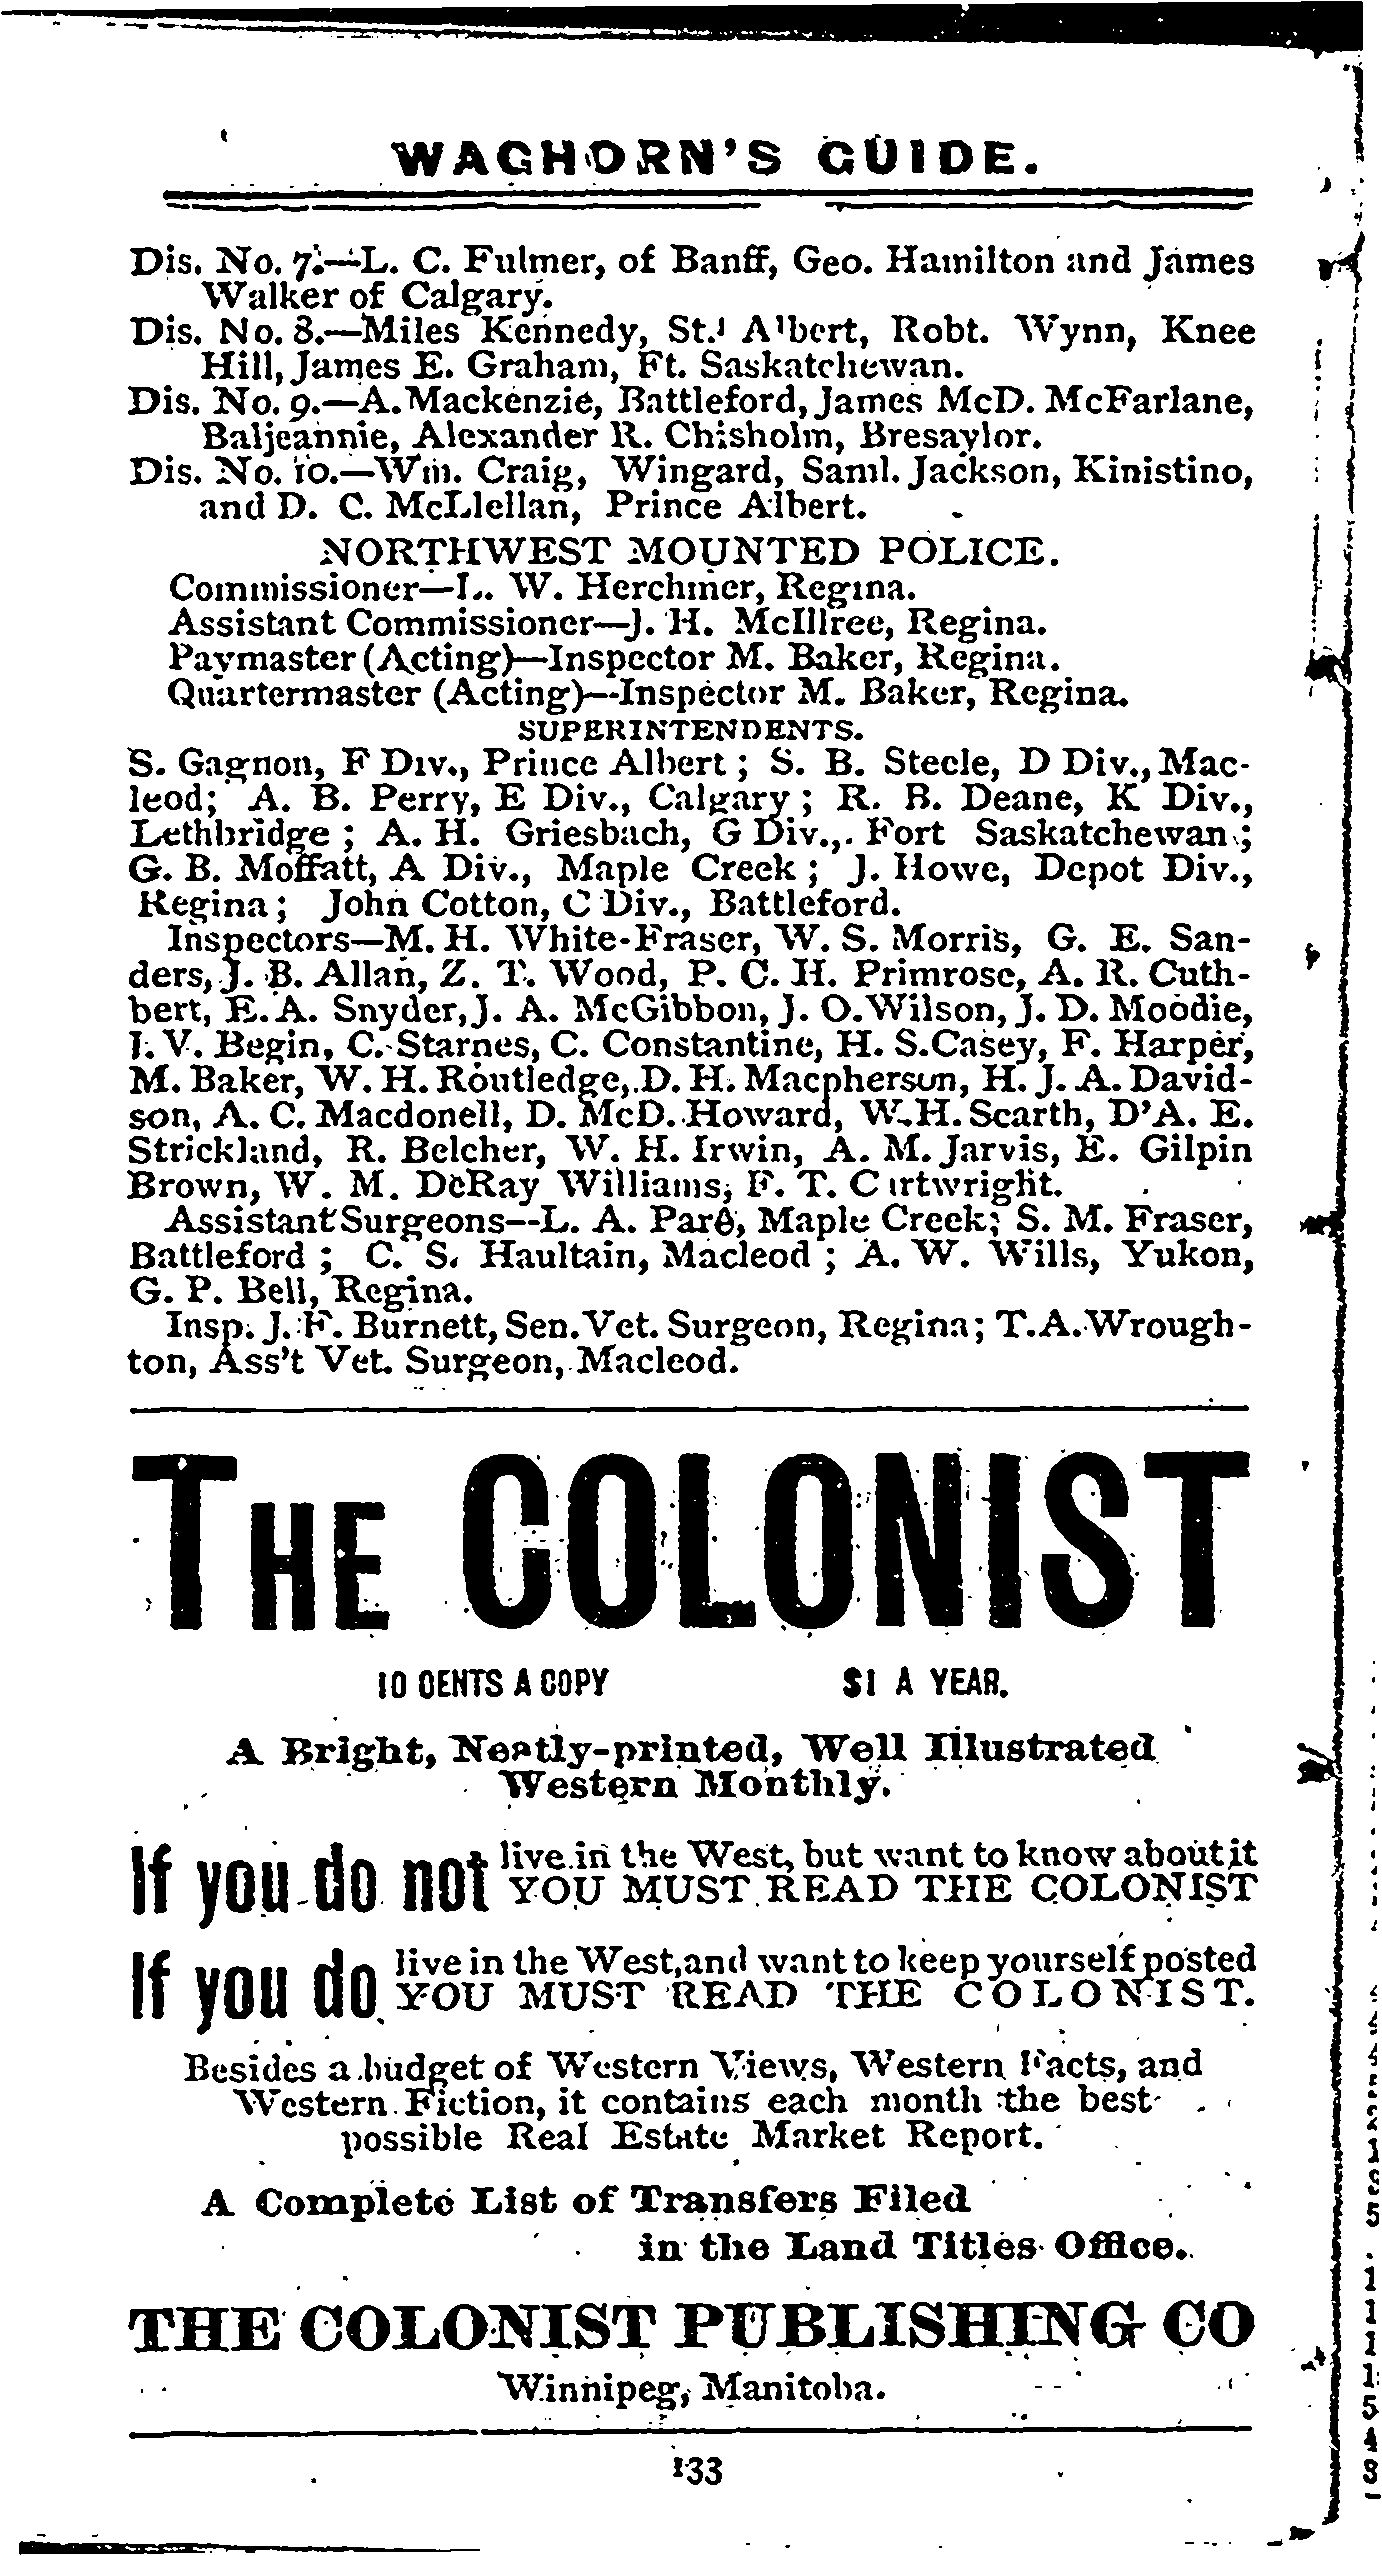 WAGHORN'S GUIDE.
Dis. No. 7.—L. C. Fulmer, of Banff, Geo. Hamilton and James
Walker of Calgary.
Dis. No. 8.—Miles Kennedy, St. Albert, Robt. Wynn, Knee
Hill, James E. Graham, Ft. Saskatchewan.
Dis. No. 9.—A. Mackenzie, Battleford, James McD. McFarlane,
Baljeannie, Alexander R. Chisholm, Bresaylor.
Dis. No. 10.—Wm. Craig, Wingard, Saml. Jackson, Kinistino,
and D. C. McLlellan, Prince Albert.
NORTHWEST MOUNTED POLICE.
Commissioner—L. W. Herchmer, Regina.
Assistant Commissioner—J. H. McIllree, Regina.
Paymaster (Acting)—Inspector M. Baker, Regina.
Quartermaster (Acting)—Inspector M. Baker, Regina.
SUPERINTENDENTS.
S. Gagnon, F Div., Prince Albert ; S. B. Steele, D Div., Mac-
leod; A. B. Perry, E Div., Calgary ; R. B. Deane, K Div.,
Lethbridge ; A. H. Griesbach, G Div., Fort Saskatchewan ;
G. B. Moffatt, A Div., Maple Creek ; J. Howe, Depot Div.,
Regina ; John Cotton, C Div., Battleford.
Inspectors—M. H. White-Fraser, W. S. Morris, G. E. San-
ders, J. B. Allan, Z. T. Wood, P. C. H. Primrose, A. R. Cuth-
bert, E. A. Snyder, J. A. McGibbon, J. O. Wilson, J. D. Moodie,
J. V. Begin, C. Starnes, C. Constantine, H. S. Casey, F. Harper,
M. Baker, W. H. Routledge, D. H. Macpherson, H. J. A. David-
son, A. C. Macdonell, D. McD. Howard, W. H. Scarth, D'A. E.
Strickland, R. Belcher, W. H. Irwin, A. M. Jarvis, E. Gilpin
Brown, W. M. DeRay Williams, F. T. Cartwright.
Assistant Surgeons—L. A. Paré, Maple Creek; S. M. Fraser,
Battleford ; C. S. Haultain, Macleod ; A. W. Wills, Yukon,
G. P. Bell, Regina.
Insp. J. F. Burnett, Sen. Vet. Surgeon, Regina; T. A. Wrough-
ton, Ass't Vet. Surgeon, Macleod.
THE COLONIST
10 CENTS A COPY $1 A YEAR.
A Bright, Neatly-printed, Well Illustrated
Western Monthly.
If you do not live in the West, but want to know about it
YOU MUST READ THE COLONIST
If you do live in the West, and want to keep yourself posted
YOU MUST READ THE COLONIST.
Besides a budget of Western Views, Western Facts, and
Western Fiction, it contains each month the best
possible Real Estate Market Report.
A Complete List of Transfers Filed
in the Land Titles Office.
THE COLONIST PUBLISHING CO
Winnipeg, Manitoba.
133